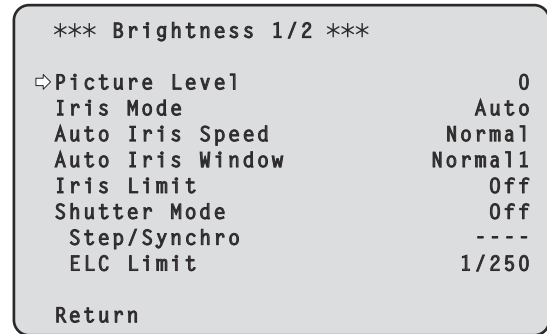 *** Brightness 1/2 ***
⇨Picture Level 0
Iris Mode Auto
Auto Iris Speed Normal
Auto Iris Window Normal1
Iris Limit Off
Shutter Mode Off
Step/Synchro ----
ELC Limit 1/250
Return